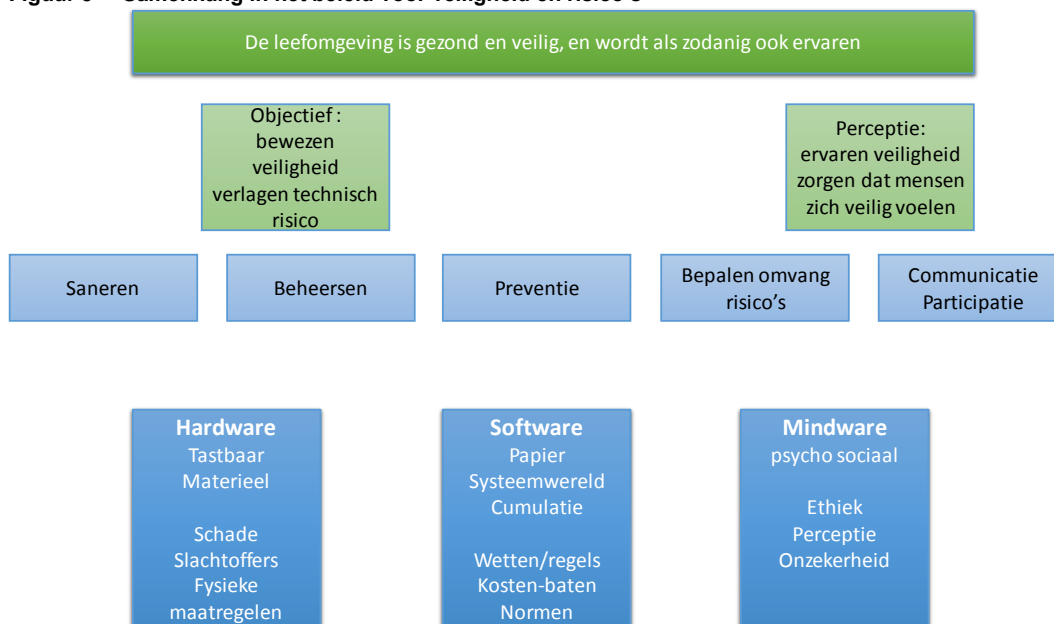 De leefomgeving is gezond en veilig, en wordt als zodanig ook ervaren
Objectief :
bewezen
veiligheid
verlagen technisch
risico
Perceptie:
ervaren veiligheid
zorgen dat mensen
zich veilig voelen
Saneren
Beheersen
Preventie
Bepalen omvang
risico's
Communicatie
Participatie
Hardware
Tastbaar
Materieel
Schade
Slachtoffers
Fysieke
maatregelen
Software
Papier
Systeemwereld
Cumulatie
Wetten/regels
Kosten-baten
Normen
Mindware
psycho sociaal
Ethiek
Perceptie
Onzekerheid